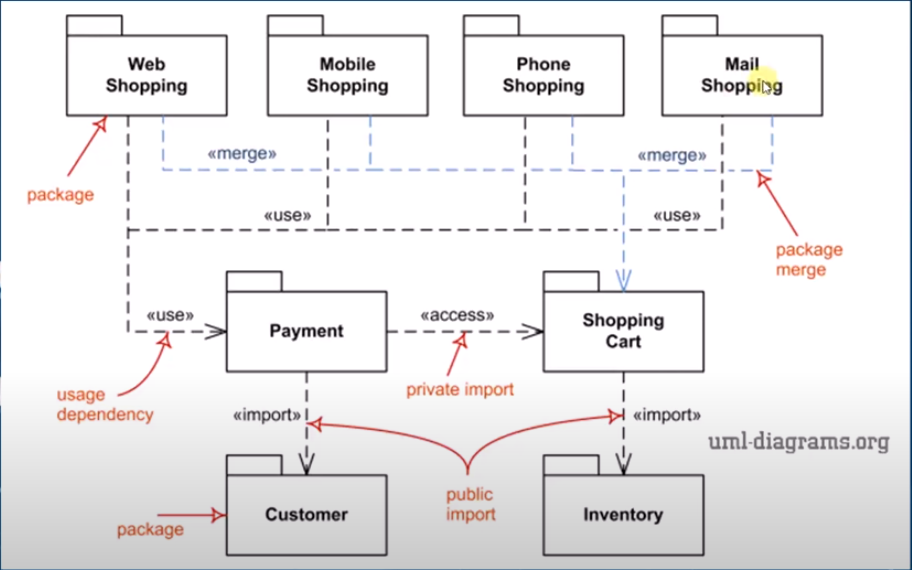 Web
Shopping
Mobile
Shopping
Phone
Shopping
Mail
Shopping
«merge»
«merge»
package
«use»
«use»
package
merge
«use»
Payment
«access»
Shopping
Cart
usage
dependency
private import
«import»
«import»
uml-diagrams.org
public
import
package
Customer
Inventory